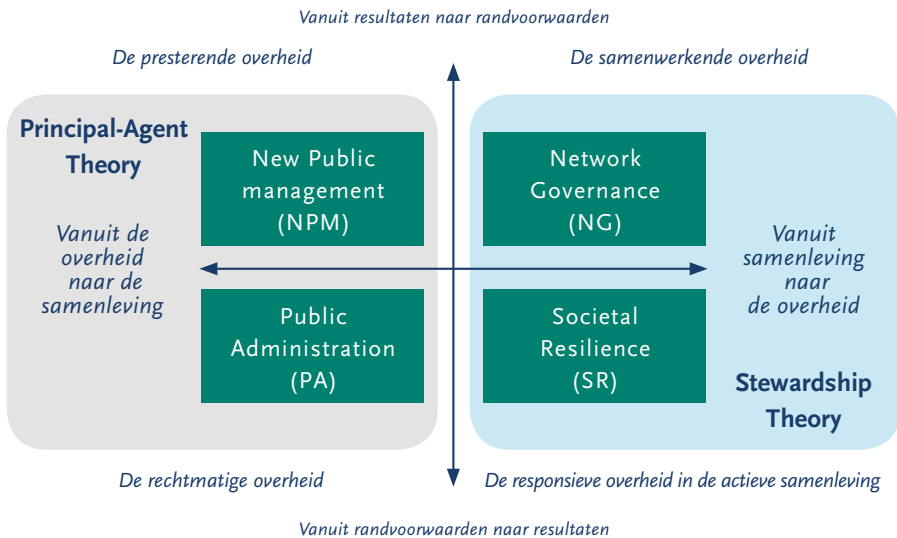 Vanuit resultaten naar randvoorwaarden
De presterende overheid
De samenwerkende overheid
Principal-Agent
Theory
New Public
management
(NPM)
Network
Governance
(NG)
Vanuit de
overheid
naar de
samenleving
Vanuit
samenleving
naar
de overheid
Public
Administration
(PA)
Societal
Resilience
(SR)
Stewardship
Theory
De rechtmatige overheid
De responsieve overheid in de actieve samenleving
Vanuit randvoorwaarden naar resultaten